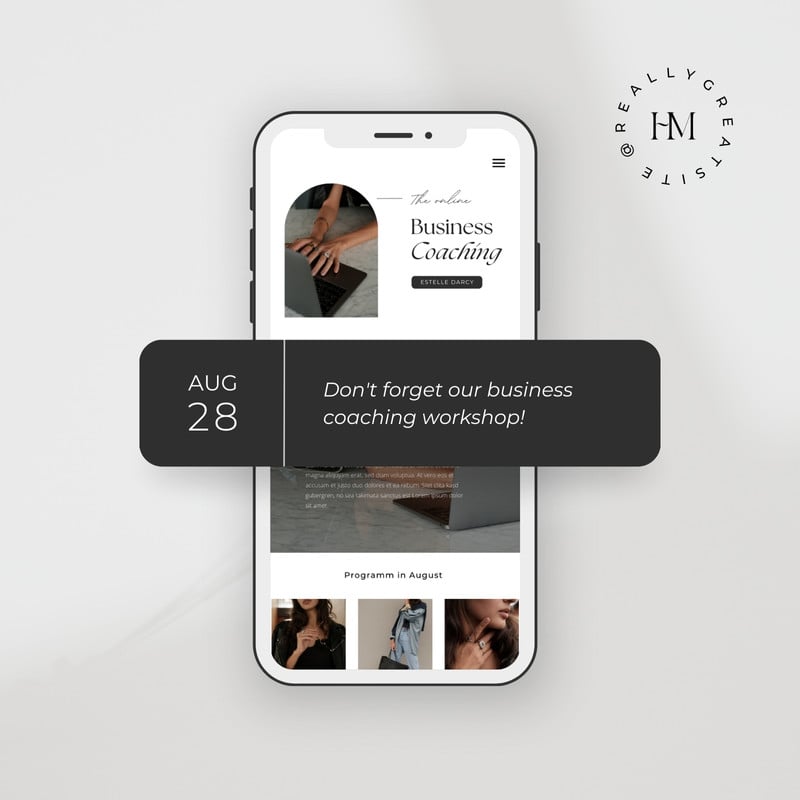 @REALLYGREATSITE
HM
The online
Business
Coaching
ESTELLE DARCY
AUG
28
Don't forget our business
coaching workshop!
magna aliquyam erat, sed diam voluptua. At vero eos et
accusam et justo duo dolores et ea rebum. Stet clita kasd
gubergren, no sea takimata sanctus est Lorem ipsum dolor
sit amet.
Programm in August